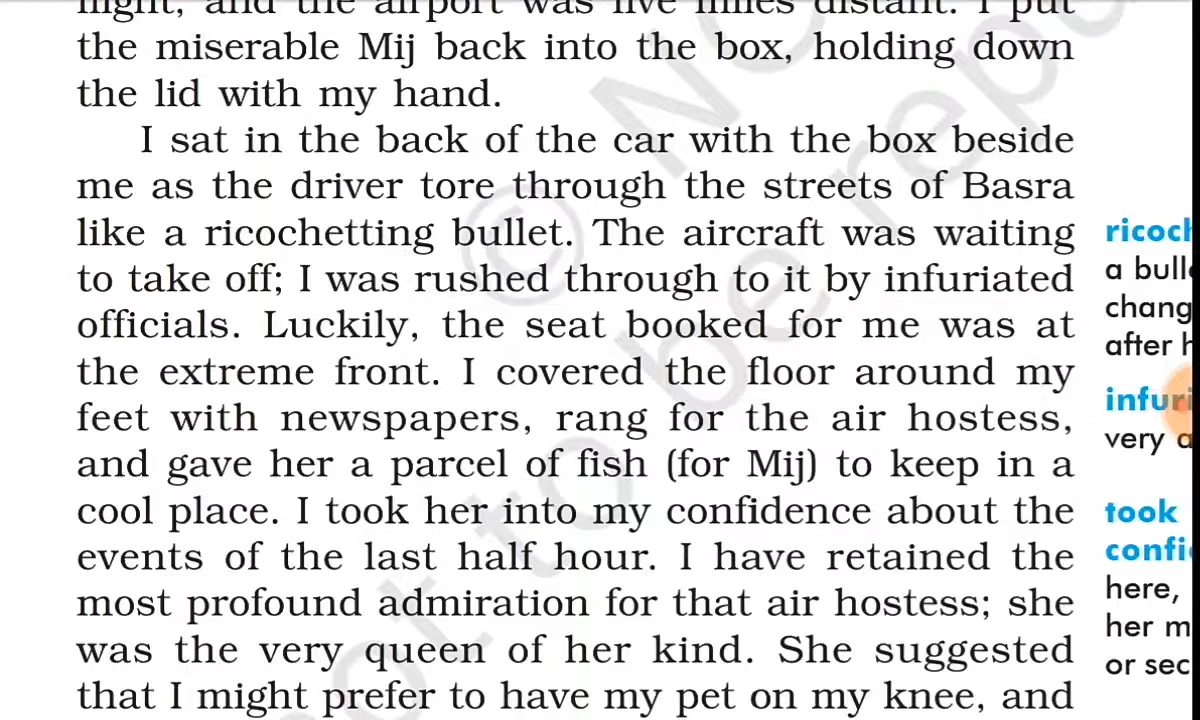 night, and the airport was five miles distant. I put
the miserable Mij back into the box, holding down
the lid with my hand.
I sat in the back of the car with the box beside
me as the driver tore through the streets of Basra
like a ricochetting bullet. The aircraft was waiting
to take off; I was rushed through to it by infuriated
officials. Luckily, the seat booked for me was at
the extreme front. I covered the floor around my
feet with newspapers, rang for the air hostess,
and gave her a parcel of fish (for Mij) to keep in a
cool place. I took her into my confidence about the
events of the last half hour. I have retained the
most profound admiration for that air hostess; she
was the very queen of her kind. She suggested
that I might prefer to have my pet on my knee, and
ricoch
a bull
chang
after h
infuri
very a
took
confi
here,
her m
or sec
© NC
not to be repu